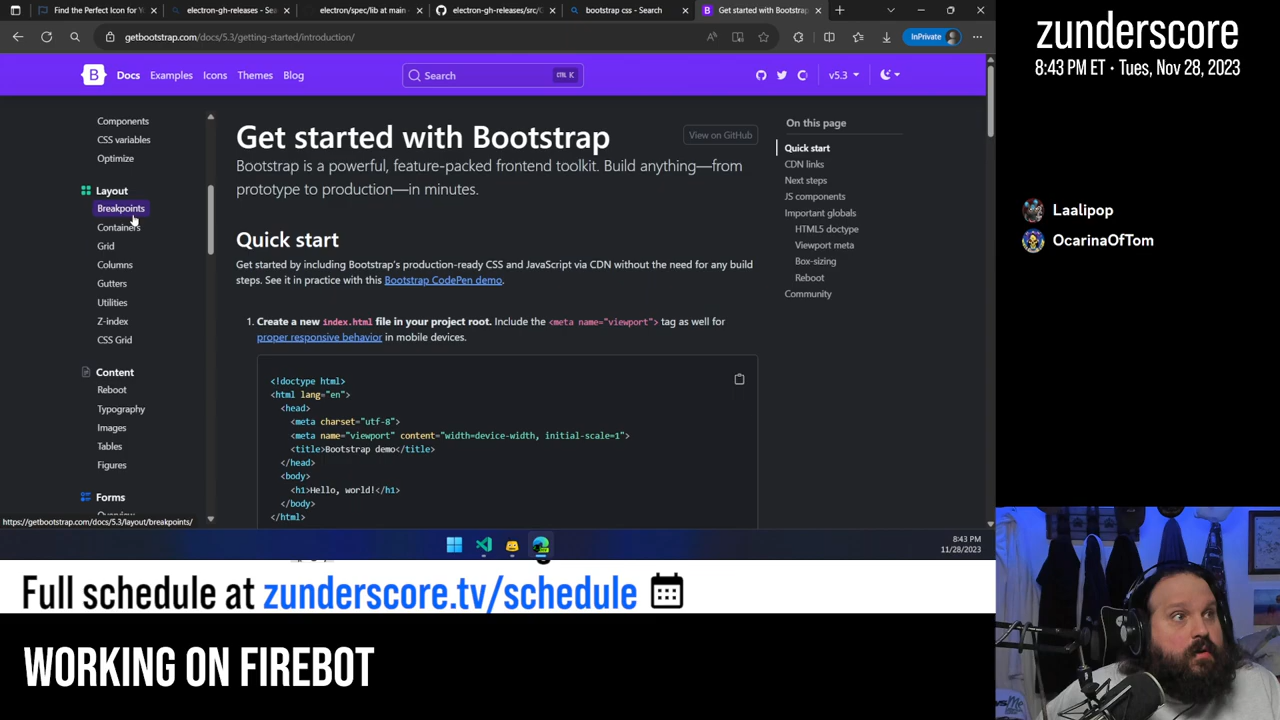 Find the Perfect Icon for Y
electron-gh-releases - Sea
electron/spec/lib at main
electron-gh-releases/src/G
bootstrap css - Search
Get started with Bootstrap
getbootstrap.com/docs/5.3/getting-started/introduction/
InPrivate
B
Docs
Examples
Icons
Themes
Blog
Search
CTRL K
v5.3
Components
CSS variables
Optimize
Layout
Breakpoints
Containers
Grid
Columns
Gutters
Utilities
Z-index
CSS Grid
Content
Reboot
Typography
Images
Tables
Figures
Forms
https://getbootstrap.com/docs/5.3/layout/breakpoints/
Get started with Bootstrap
View on GitHub
Bootstrap is a powerful, feature-packed frontend toolkit. Build anything—from
prototype to production—in minutes.
Quick start
Get started by including Bootstrap's production-ready CSS and JavaScript via CDN without the need for any build
steps. See it in practice with this Bootstrap CodePen demo.
1. Create a new index.html file in your project root. Include the <meta name="viewport"> tag as well for
proper responsive behavior in mobile devices.
<!doctype html>
<html lang="en">
<head>
<meta charset="utf-8">
<meta name="viewport" content="width=device-width, initial-scale=1">
<title>Bootstrap demo</title>
</head>
<body>
<h1>Hello, world!</h1>
</body>
</html>
On this page
Quick start
CDN links
Next steps
JS components
Important globals
HTML5 doctype
Viewport meta
Box-sizing
Reboot
Community
8:43 PM
11/28/2023
zunderscore
8:43 PM ET · Tues, Nov 28, 2023
Laalipop
OcarinaOfTom
Full schedule at zunderscore.tv/schedule
WORKING ON FIREBOT